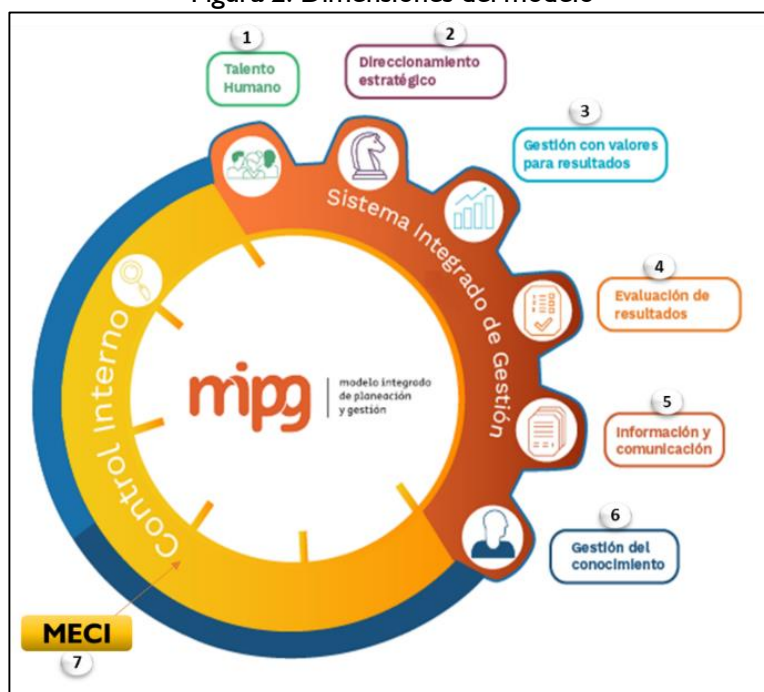 Figura 2. Dimensiones del modelo
1
Talento
Humano
2
Direccionamiento
estratégico
3
Gestión con valores
para resultados
4
Evaluación de
resultados
5
Información y
comunicación
6
Gestión del
conocimiento
Sistema Integrado de Gestión
Control Interno
mipg
modelo integrado
de planeación
y gestión
MECI
7